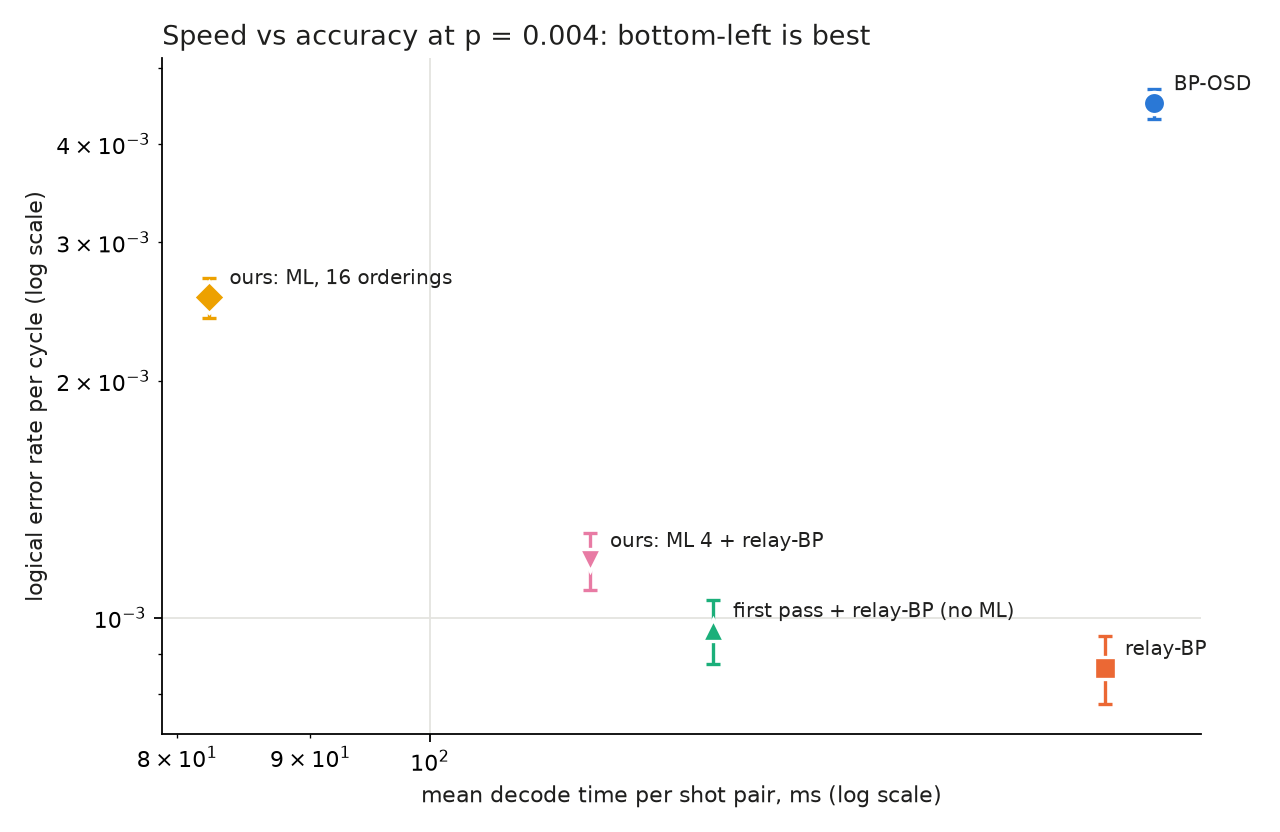 Speed vs accuracy at p = 0.004: bottom-left is best
BP-OSD
4 × 10⁻³
3 × 10⁻³
ours: ML, 16 orderings
2 × 10⁻³
ours: ML 4 + relay-BP
first pass + relay-BP (no ML)
10⁻³
relay-BP
logical error rate per cycle (log scale)
8 × 10¹
9 × 10¹
10²
mean decode time per shot pair, ms (log scale)